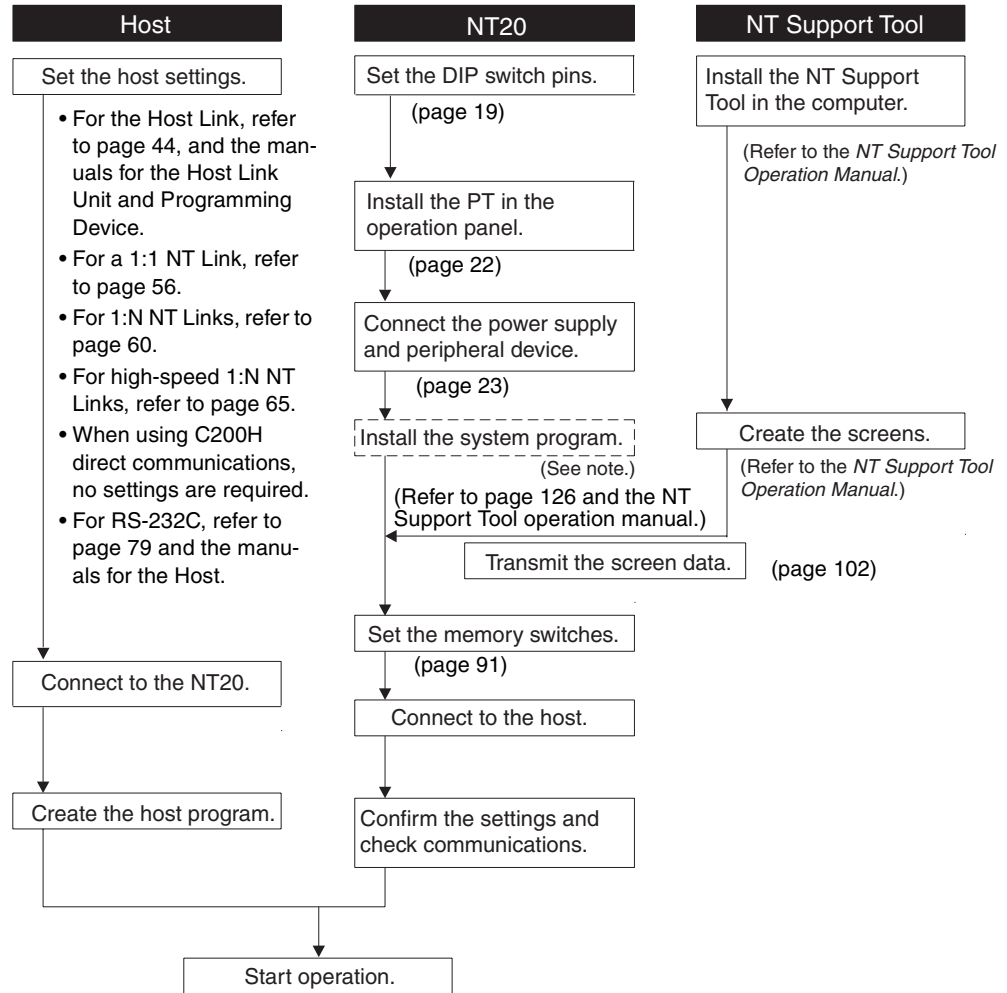 Host
Set the host settings.
• For the Host Link, refer
to page 44, and the man-
uals for the Host Link
Unit and Programming
Device.
• For a 1:1 NT Link, refer
to page 56.
• For 1:N NT Links, refer to
page 60.
• For high-speed 1:N NT
Links, refer to page 65.
• When using C200H
direct communications,
no settings are required.
• For RS-232C, refer to
page 79 and the manu-
als for the Host.
Connect to the NT20.
Create the host program.
NT20
Set the DIP switch pins.
(page 19)
Install the PT in the
operation panel.
(page 22)
Connect the power supply
and peripheral device.
(page 23)
Install the system program.
(See note.)
(Refer to page 126 and the NT
Support Tool operation manual.)
Set the memory switches.
(page 91)
Connect to the host.
Confirm the settings and
check communications.
NT Support Tool
Install the NT Support
Tool in the computer.
(Refer to the NT Support Tool
Operation Manual.)
Create the screens.
(Refer to the NT Support Tool
Operation Manual.)
Transmit the screen data.
(page 102)
Start operation.